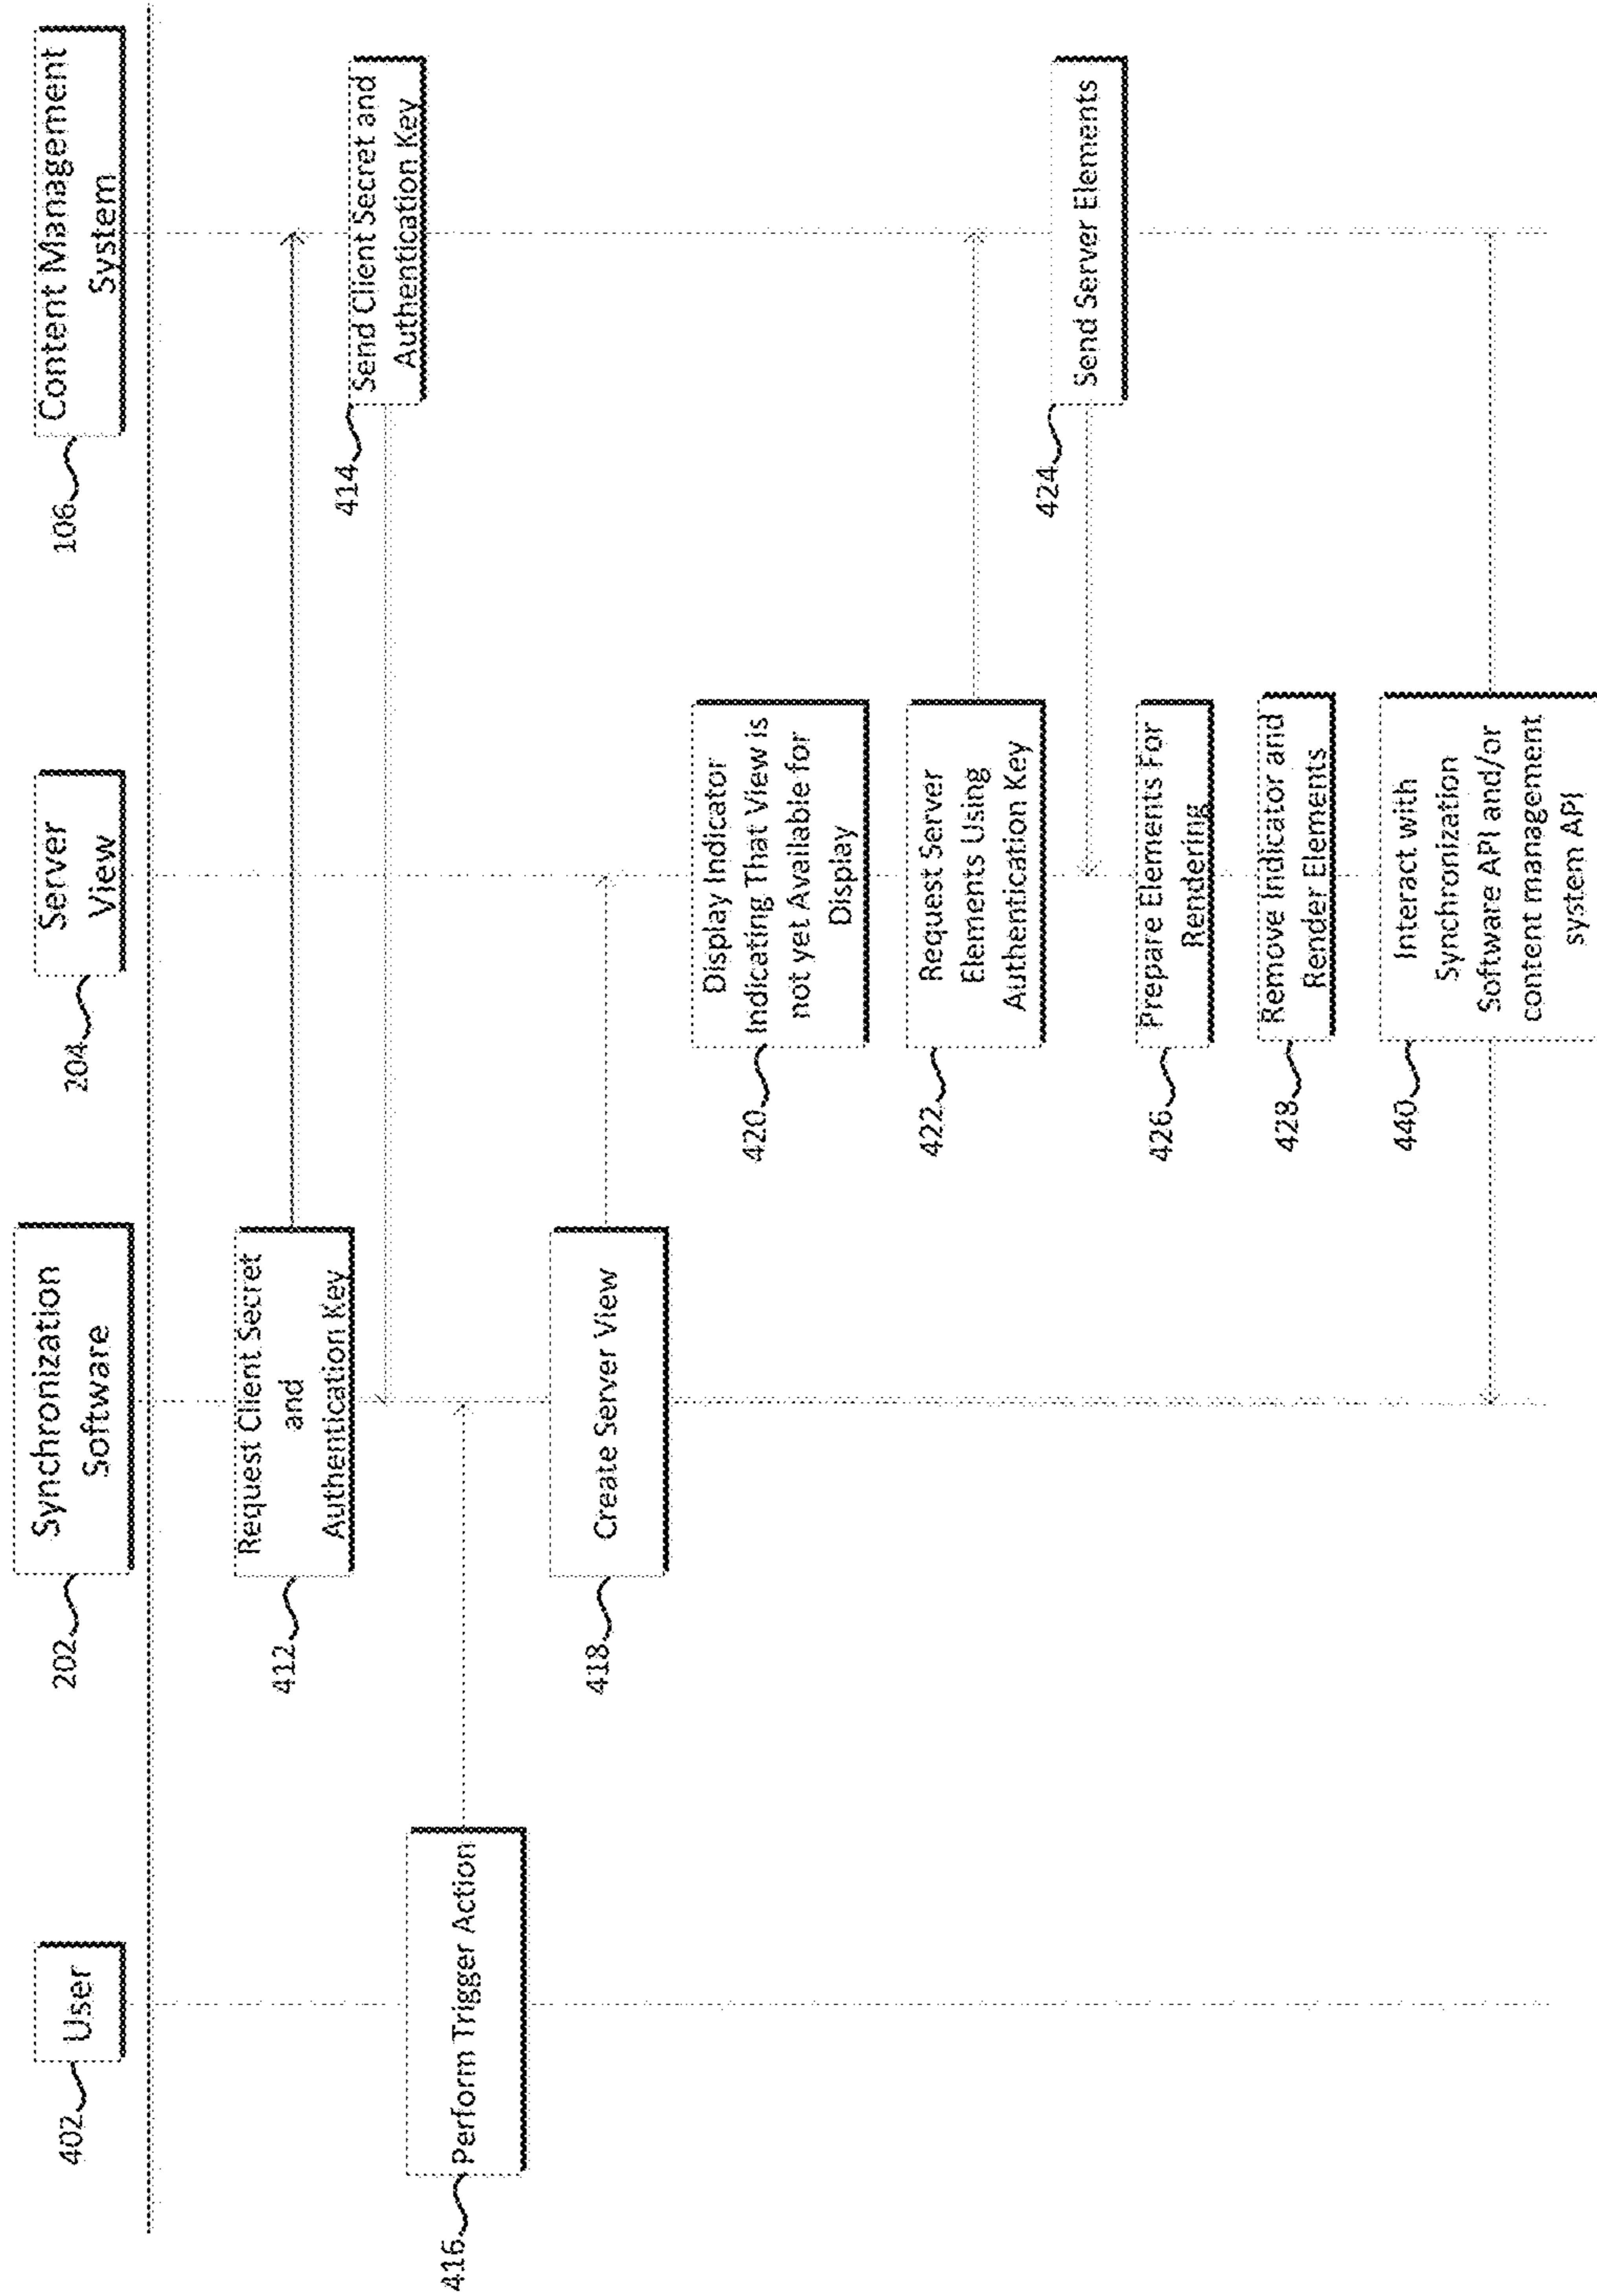 402
User
202
Synchronization
Software
204
Server
View
106
Content Management
System
412
Request Client Secret
and
Authentication Key
414
Send Client Secret and
Authentication Key
416
Perform Trigger Action
418
Create Server View
420
Display Indicator
Indicating That View is
not yet Available for
Display
422
Request Server
Elements Using
Authentication Key
424
Send Server Elements
426
Prepare Elements For
Rendering
428
Remove Indicator and
Render Elements
440
Interact with
Synchronization
Software API and/or
content management
system API